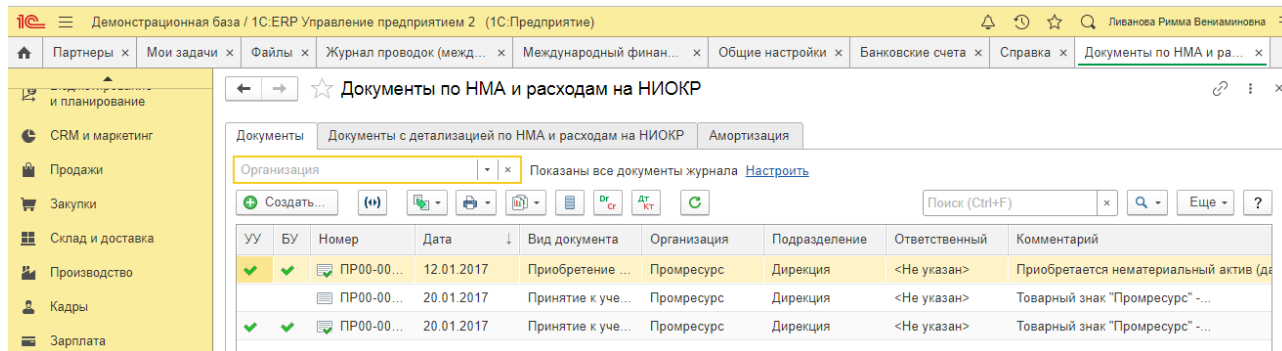 1С Демонстрационная база / 1С:ERP Управление предприятием 2 (1С:Предприятие) Ливанова Римма Вениаминовна
Партнеры × Мои задачи × Файлы × Журнал проводок (межд... × Международный финан... × Общие настройки × Банковские счета × Справка × Документы по НМА и ра... ×
и планирование
CRM и маркетинг
Продажи
Закупки
Склад и доставка
Производство
Кадры
Зарплата
Документы по НМА и расходам на НИОКР
Документы Документы с детализацией по НМА и расходам на НИОКР Амортизация
Организация Показаны все документы журнала Настроить
Создать... Dr Cr Дт Кт Поиск (Ctrl+F) × Еще ?
УУ БУ Номер Дата ↓ Вид документа Организация Подразделение Ответственный Комментарий
ПР00-00... 12.01.2017 Приобретение ... Промресурс Дирекция <Не указан> Приобретается нематериальный актив (да
ПР00-00... 20.01.2017 Принятие к уче... Промресурс Дирекция <Не указан> Товарный знак "Промресурс" -...
ПР00-00... 20.01.2017 Принятие к уче... Промресурс Дирекция <Не указан> Товарный знак "Промресурс" -...